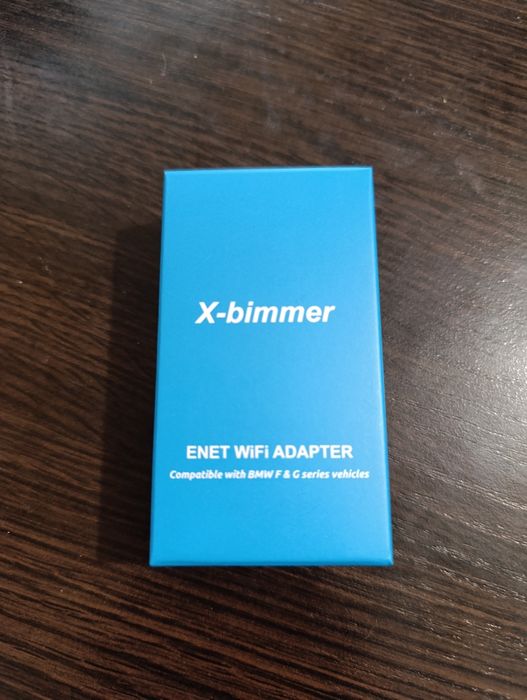 X-bimmer
ENET WiFi ADAPTER
Compatible with BMW F & G series vehicles